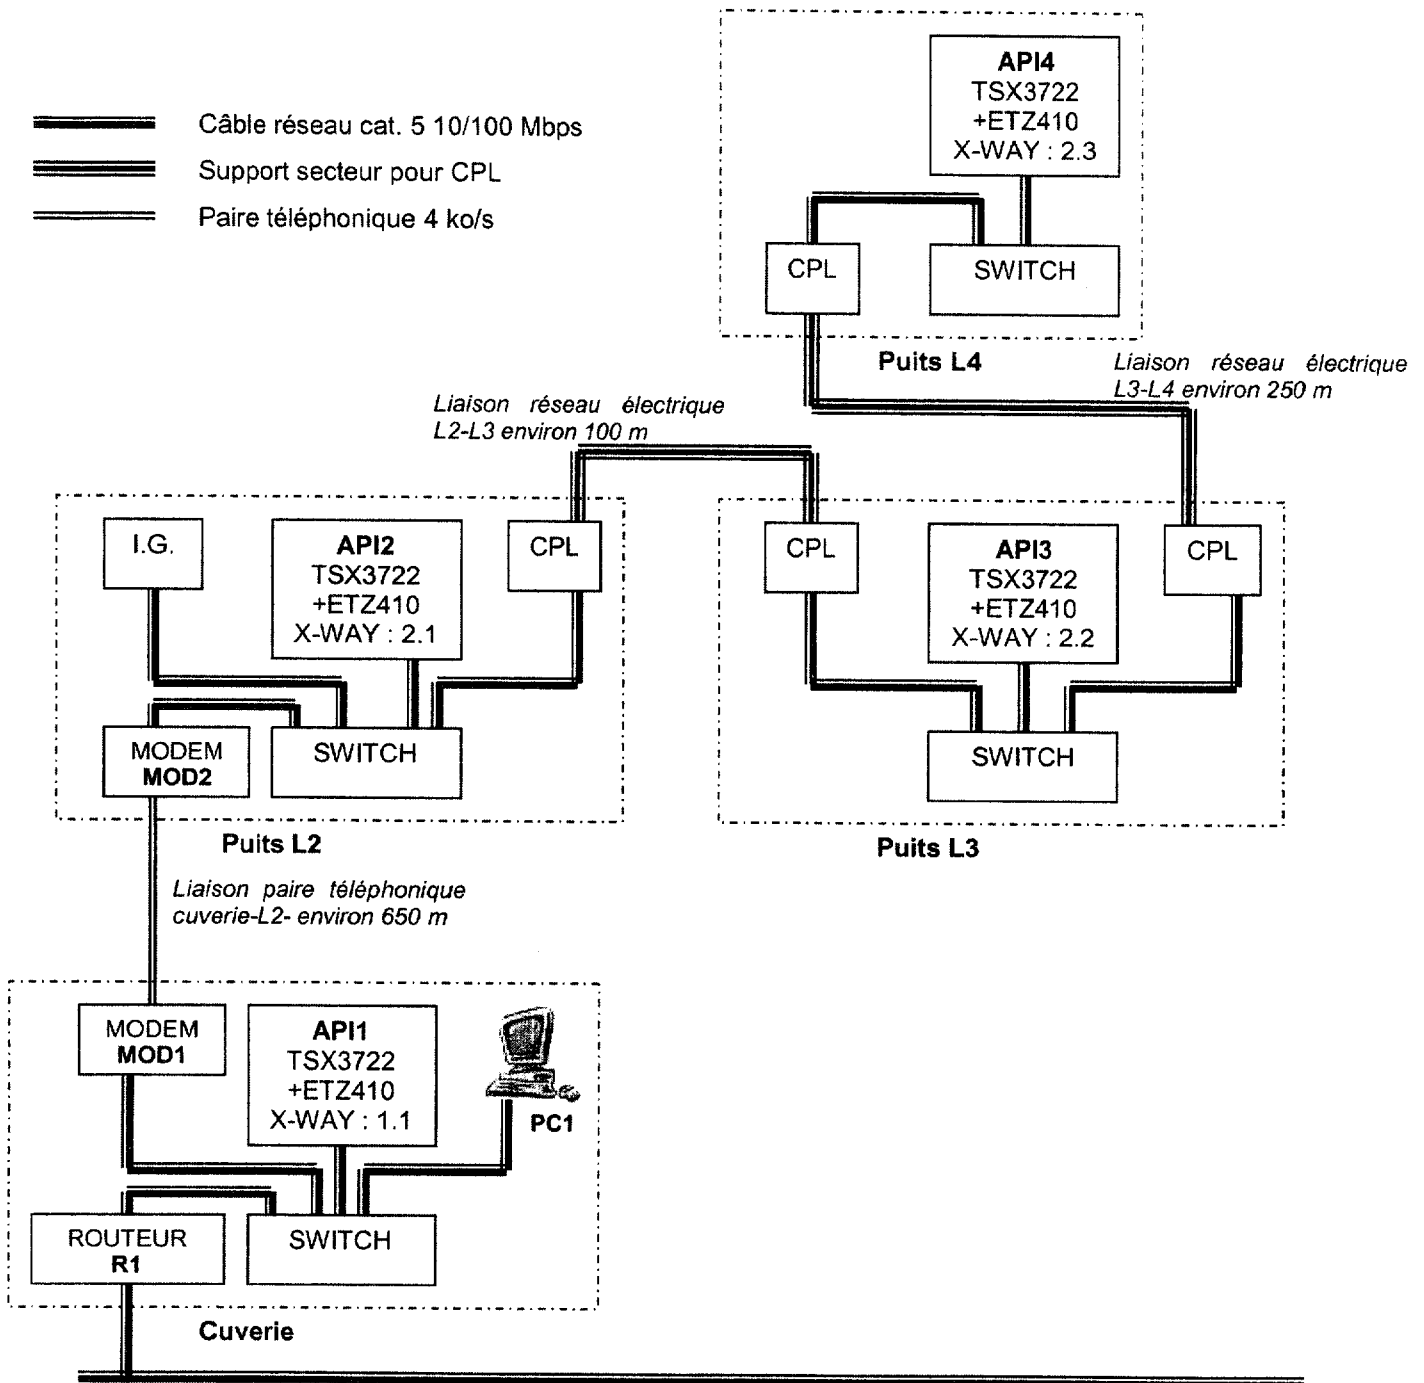 API4
TSX3722
+ETZ410
X-WAY : 2.3
Câble réseau cat. 5 10/100 Mbps
Support secteur pour CPL
Paire téléphonique 4 ko/s
CPL
SWITCH
Puits L4
Liaison réseau électrique
L3-L4 environ 250 m
Liaison réseau électrique
L2-L3 environ 100 m
I.G.
API2
TSX3722
+ETZ410
X-WAY : 2.1
CPL
MODEM
MOD2
SWITCH
Puits L2
CPL
API3
TSX3722
+ETZ410
X-WAY : 2.2
CPL
SWITCH
Puits L3
Liaison paire téléphonique
cuverie-L2- environ 650 m
MODEM
MOD1
API1
TSX3722
+ETZ410
X-WAY : 1.1
PC1
ROUTEUR
R1
SWITCH
Cuverie